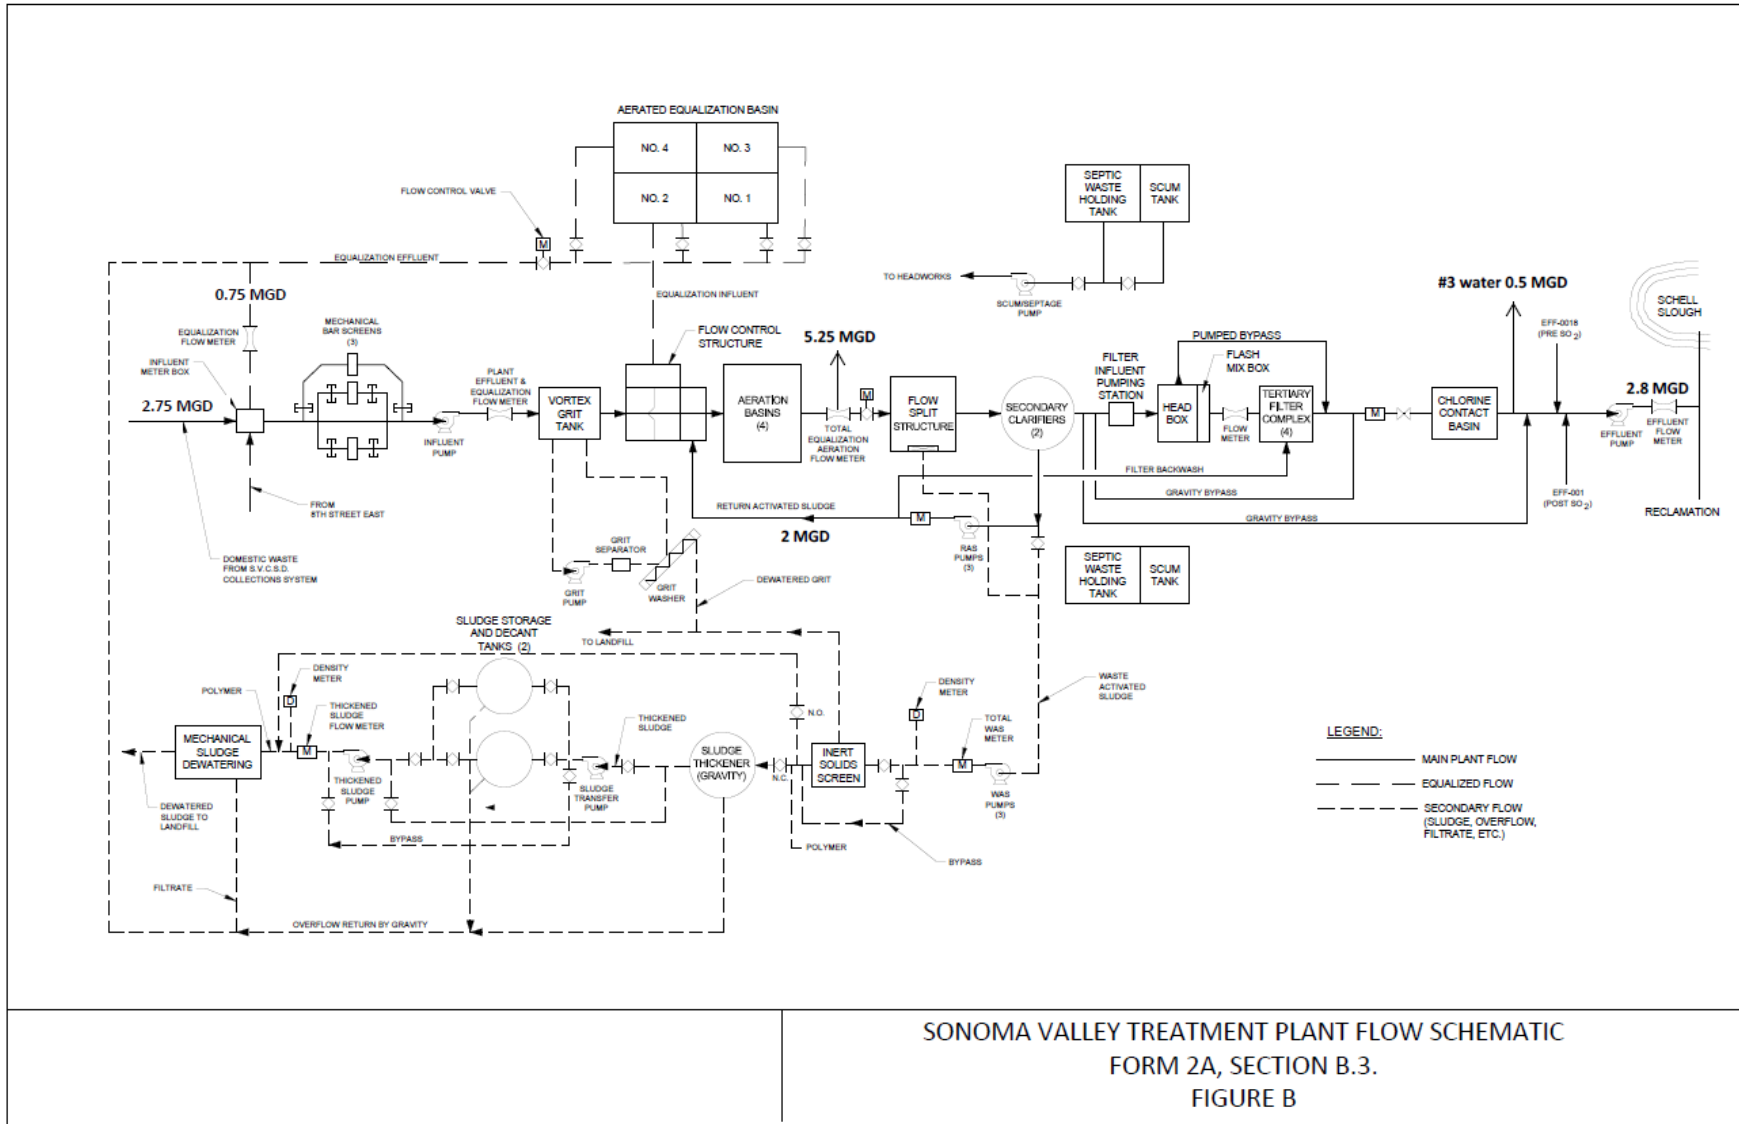 AERATED EQUALIZATION BASIN
NO. 4
NO. 3
NO. 2
NO. 1
FLOW CONTROL VALVE
M
EQUALIZATION EFFLUENT
EQUALIZATION INFLUENT
0.75 MGD
EQUALIZATION
FLOW METER
INFLUENT
METER BOX
2.75 MGD
MECHANICAL
BAR SCREENS
(3)
FROM
8TH STREET EAST
DOMESTIC WASTE
FROM S.V.C.S.D.
COLLECTIONS SYSTEM
INFLUENT
PUMP
PLANT
EFFLUENT &
EQUALIZATION
FLOW METER
VORTEX
GRIT
TANK
FLOW CONTROL
STRUCTURE
AERATION
BASINS
(4)
5.25 MGD
M
TOTAL
EQUALIZATION
AERATION
FLOW METER
FLOW
SPLIT
STRUCTURE
SECONDARY
CLARIFIERS
(2)
SEPTIC
WASTE
HOLDING
TANK
SCUM
TANK
TO HEADWORKS
SCUM/SEPTAGE
PUMP
FILTER
INFLUENT
PUMPING
STATION
PUMPED BYPASS
FLASH
MIX BOX
HEAD
BOX
FLOW
METER
TERTIARY
FILTER
COMPLEX
(4)
M
CHLORINE
CONTACT
BASIN
#3 water 0.5 MGD
EFF-0018
(PRE SO2)
EFF-001
(POST SO2)
EFFLUENT
PUMP
2.8 MGD
EFFLUENT
FLOW
METER
SCHELL
SLOUGH
RECLAMATION
FILTER BACKWASH
GRAVITY BYPASS
GRAVITY BYPASS
RETURN ACTIVATED SLUDGE
2 MGD
M
RAS
PUMPS
(3)
SEPTIC
WASTE
HOLDING
TANK
SCUM
TANK
GRIT
SEPARATOR
GRIT
PUMP
GRIT
WASHER
DEWATERED GRIT
TO LANDFILL
SLUDGE STORAGE
AND DECANT
TANKS (2)
POLYMER
DENSITY
METER
D
THICKENED
SLUDGE
FLOW METER
M
MECHANICAL
SLUDGE
DEWATERING
DEWATERED
SLUDGE TO
LANDFILL
THICKENED
SLUDGE
PUMP
THICKENED
SLUDGE
SLUDGE
TRANSFER
PUMP
BYPASS
SLUDGE
THICKENER
(GRAVITY)
N.O.
N.C.
INERT
SOLIDS
SCREEN
DENSITY
METER
D
TOTAL
WAS
METER
M
WAS
PUMPS
(3)
WASTE
ACTIVATED
SLUDGE
POLYMER
BYPASS
FILTRATE
OVERFLOW RETURN BY GRAVITY
LEGEND:
MAIN PLANT FLOW
EQUALIZED FLOW
SECONDARY FLOW
(SLUDGE, OVERFLOW,
FILTRATE, ETC.)
SONOMA VALLEY TREATMENT PLANT FLOW SCHEMATIC
FORM 2A, SECTION B.3.
FIGURE B